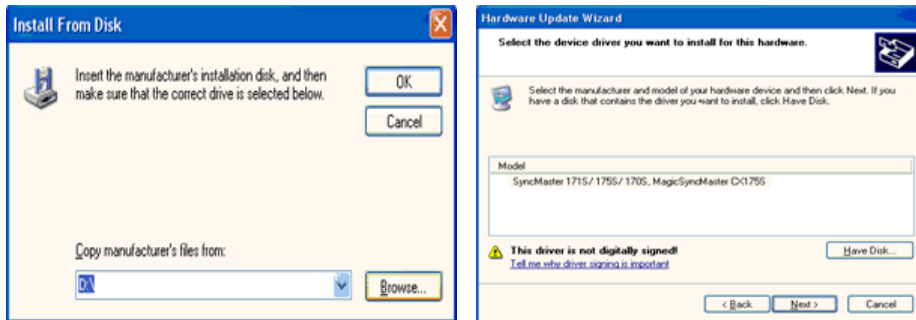 Install From Disk
Insert the manufacturer's installation disk, and then
make sure that the correct drive is selected below.
OK
Cancel
Copy manufacturer's files from:
D:\
Browse...
Hardware Update Wizard
Select the device driver you want to install for this hardware.
Select the manufacturer and model of your hardware device and then click Next. If you
have a disk that contains the driver you want to install, click Have Disk.
Model
SyncMaster 171S/ 175S/ 170S, MagicSyncMaster CX175S
This driver is not digitally signed!
Tell me why driver signing is important
Have Disk...
< Back
Next >
Cancel